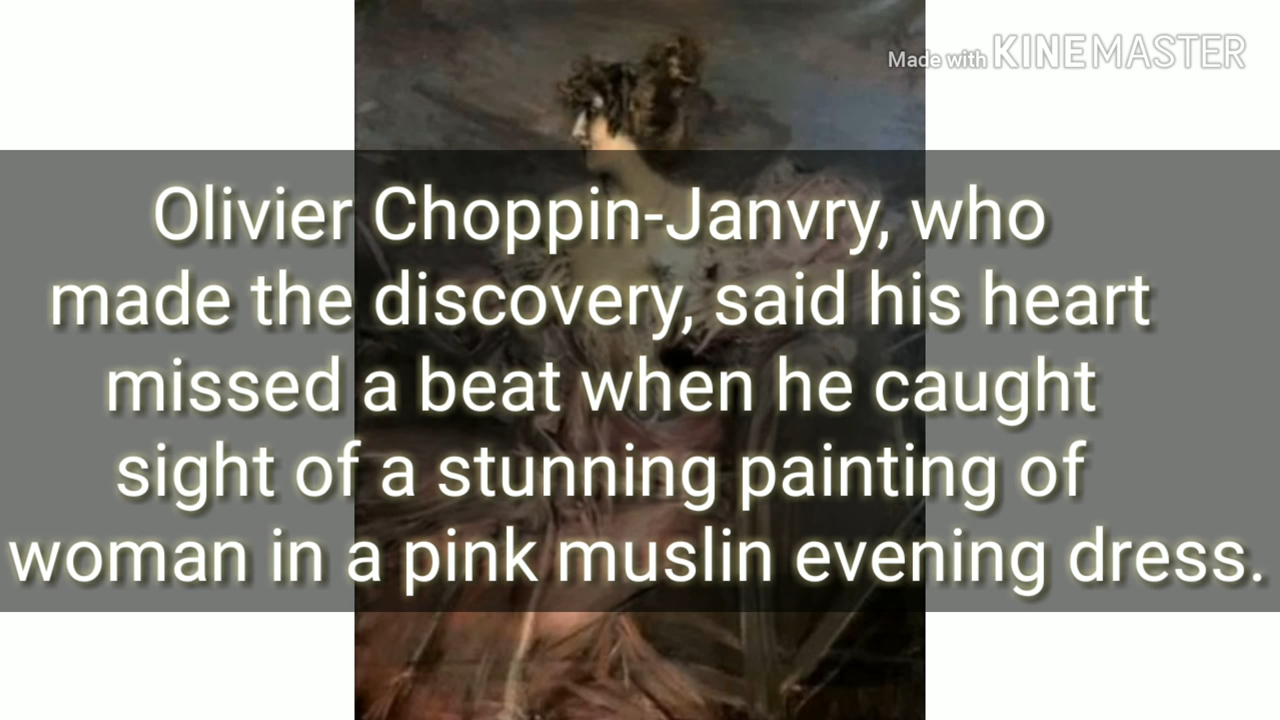 Made with KINEMASTER
Olivier Choppin-Janvry, who
made the discovery, said his heart
missed a beat when he caught
sight of a stunning painting of
woman in a pink muslin evening dress.